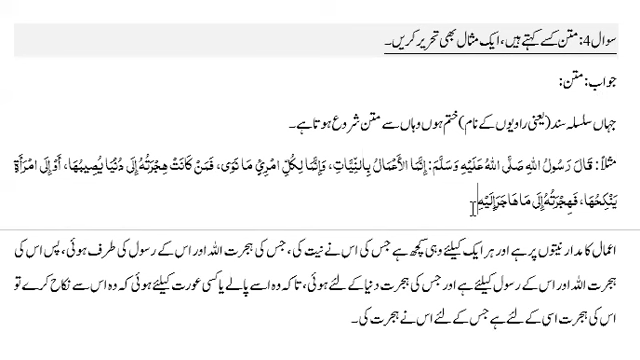 سوال 4: متن کسے کہتے ہیں، ایک مثال بھی تحریر کریں۔
جواب: متن:
جہاں سلسلہ سند (یعنی راویوں کے نام) ختم ہوں وہاں سے متن شروع ہوتا ہے۔
مثلاً: قَالَ رَسُولُ اللهِ صَلَّى اللهُ عَلَيْهِ وَسَلَّمَ: إِنَّمَا الأَعْمَالُ بِالنِّيَّاتِ، وَإِنَّمَا لِكُلِّ امْرِئٍ مَا نَوَى، فَمَنْ كَانَتْ هِجْرَتُهُ إِلَى دُنْيَا يُصِيبُهَا، أَوْ إِلَى امْرَأَةٍ
يَنْكِحُهَا، فَهِجْرَتُهُ إِلَى مَا هَاجَرَ إِلَيْهِ
اعمال کا مدار نیتوں پر ہے اور ہر ایک کیلئے وہی کچھ ہے جس کی اس نے نیت کی، جس کی ہجرت اللہ اور اس کے رسول کی طرف ہوئی، پس اس کی
ہجرت اللہ اور اس کے رسول کیلئے ہے اور جس کی ہجرت دنیا کے لئے ہوئی، تاکہ وہ اسے پالے یا کسی عورت کیلئے ہوئی کہ وہ اس سے نکاح کرے تو
اس کی ہجرت اسی کے لئے ہے جس کے لئے اس نے ہجرت کی۔